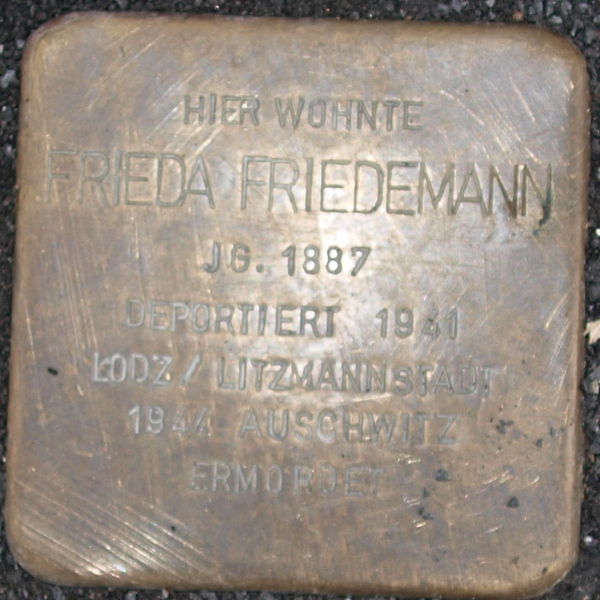 HIER WOHNTE
FRIEDA FRIEDEMANN
JG. 1887
DEPORTIERT 1941
LODZ / LITZMANNSTADT
1944 AUSCHWITZ
ERMORDET